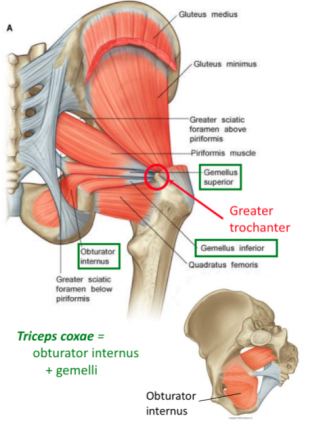 A
Gluteus medius
Gluteus minimus
Greater sciatic
foramen above
piriformis
Piriformis muscle
Gemellus
superior
Greater
trochanter
Gemellus inferior
Obturator
internus
Quadratus femoris
Greater sciatic
foramen below
piriformis
Triceps coxae =
obturator internus
+ gemelli
Obturator
internus